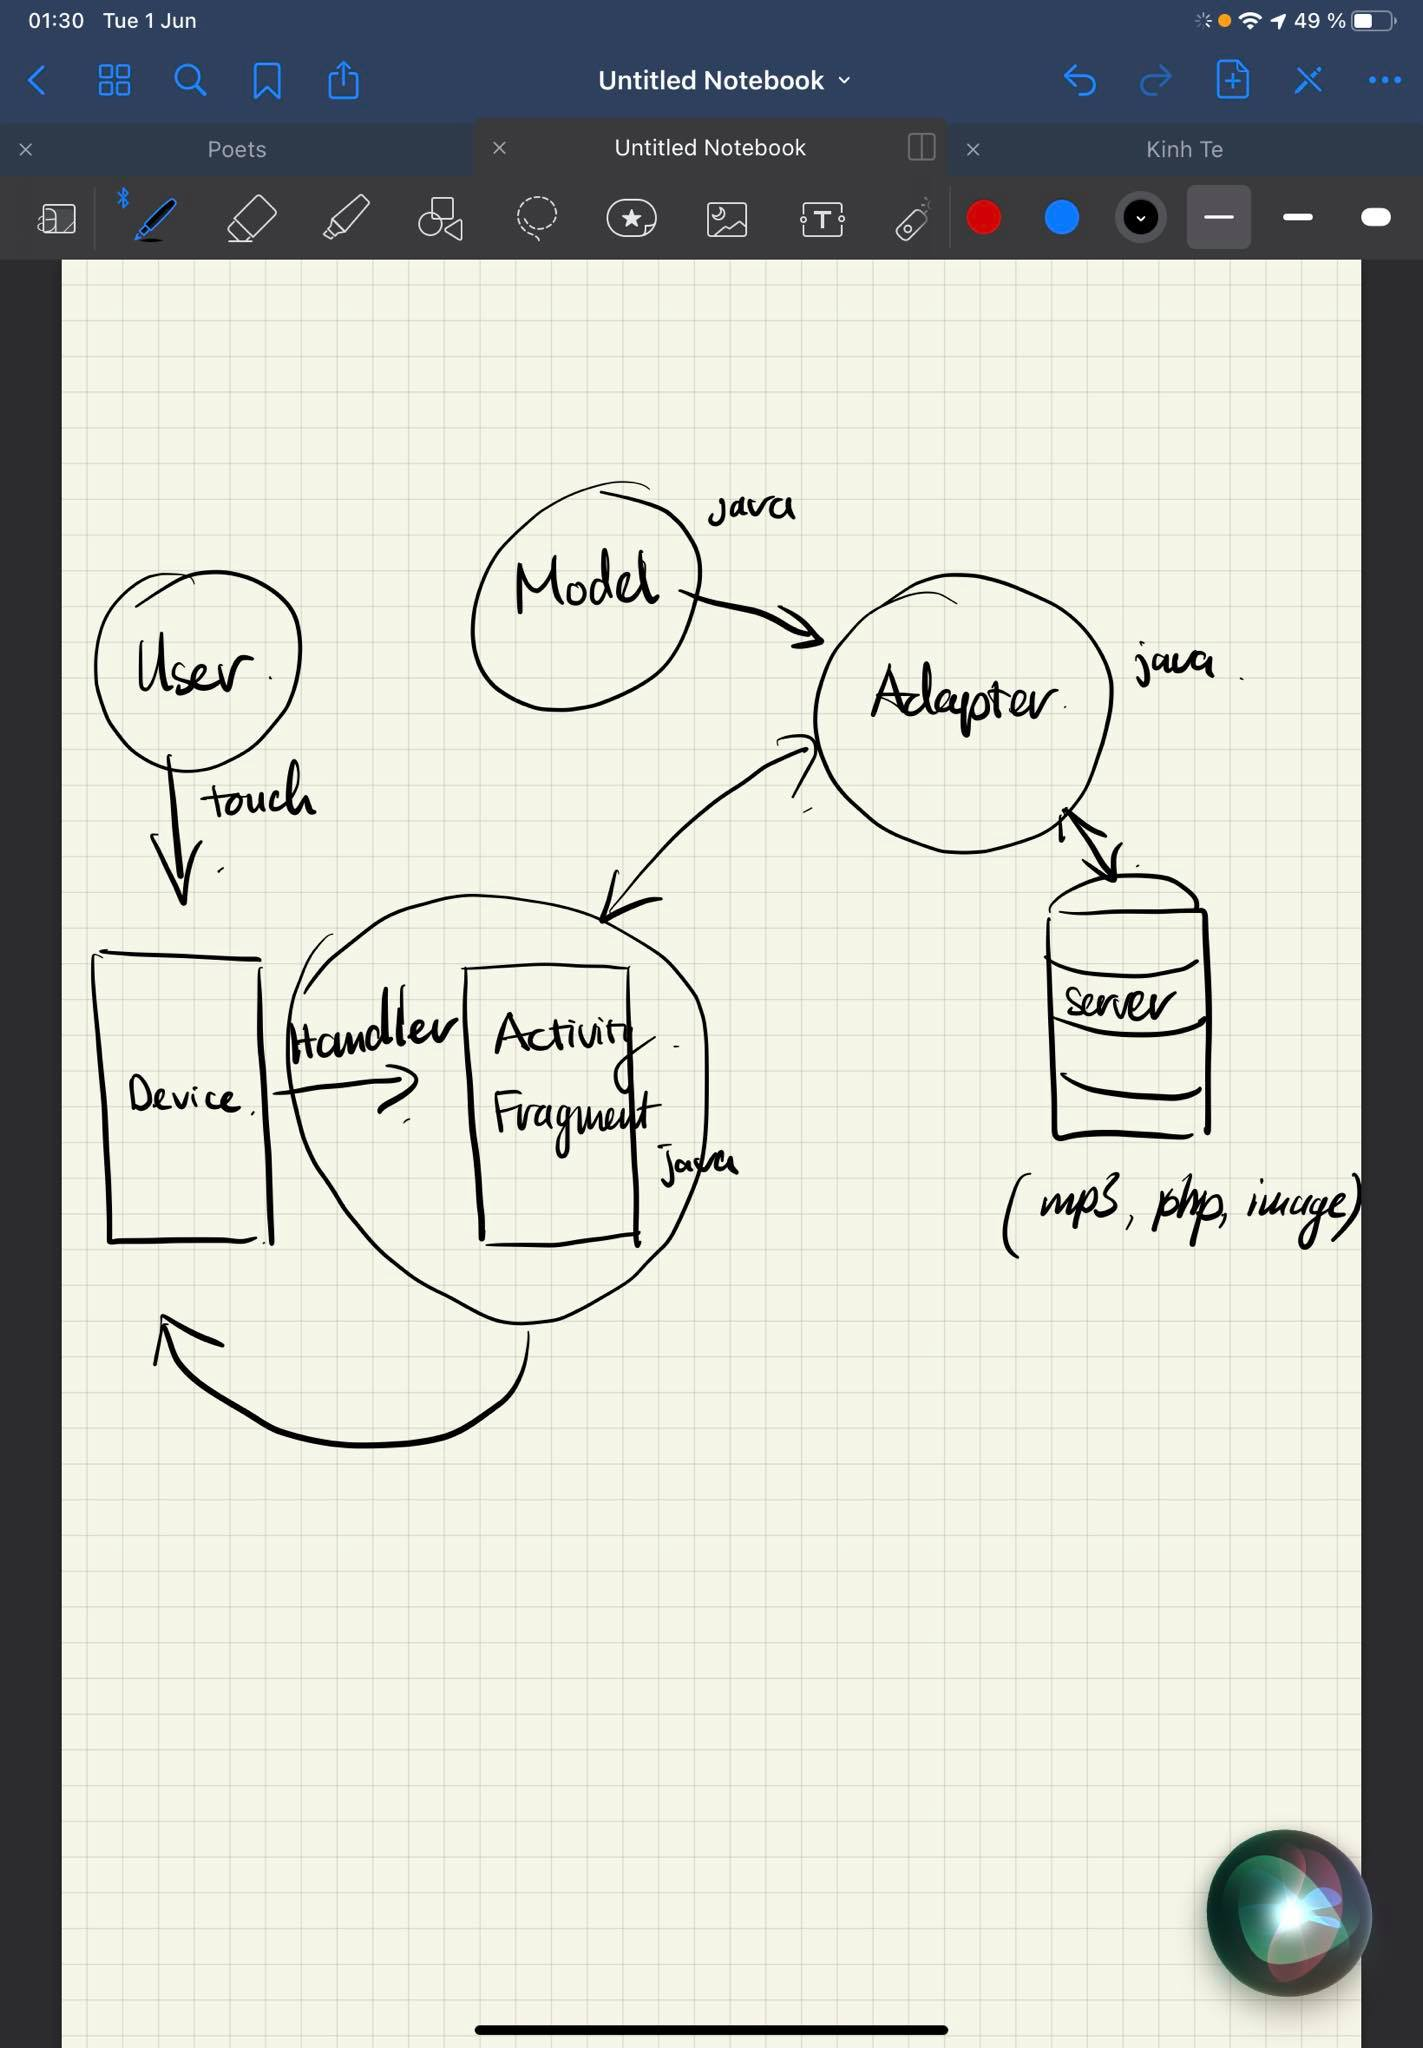 01:30 Tue 1 Jun
49 %
Untitled Notebook
Poets
Untitled Notebook
Kinh Te
T
java
Model
User.
java
Adapter.
touch
Handler
Activity
Fragment
java
Device.
server
(mp3, php, image)